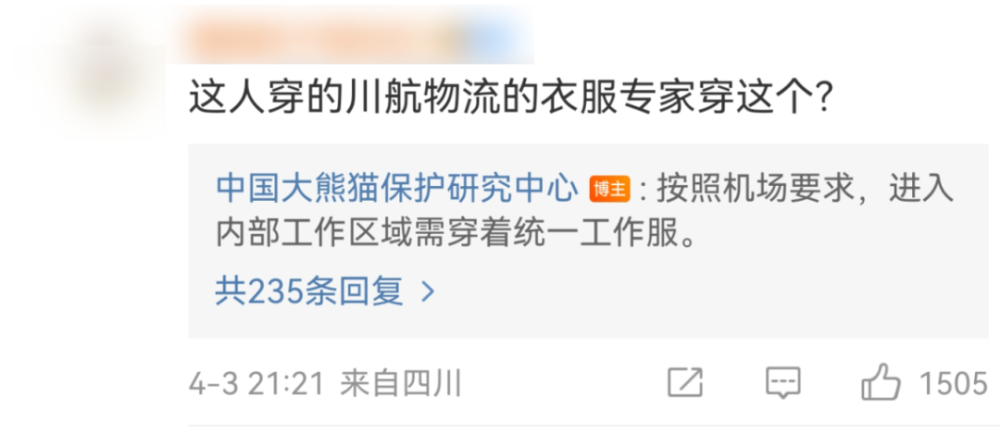 这人穿的川航物流的衣服专家穿这个?
中国大熊猫保护研究中心 博主 : 按照机场要求，进入
内部工作区域需穿着统一工作服。
共235条回复 >
4-3 21:21 来自四川 1505